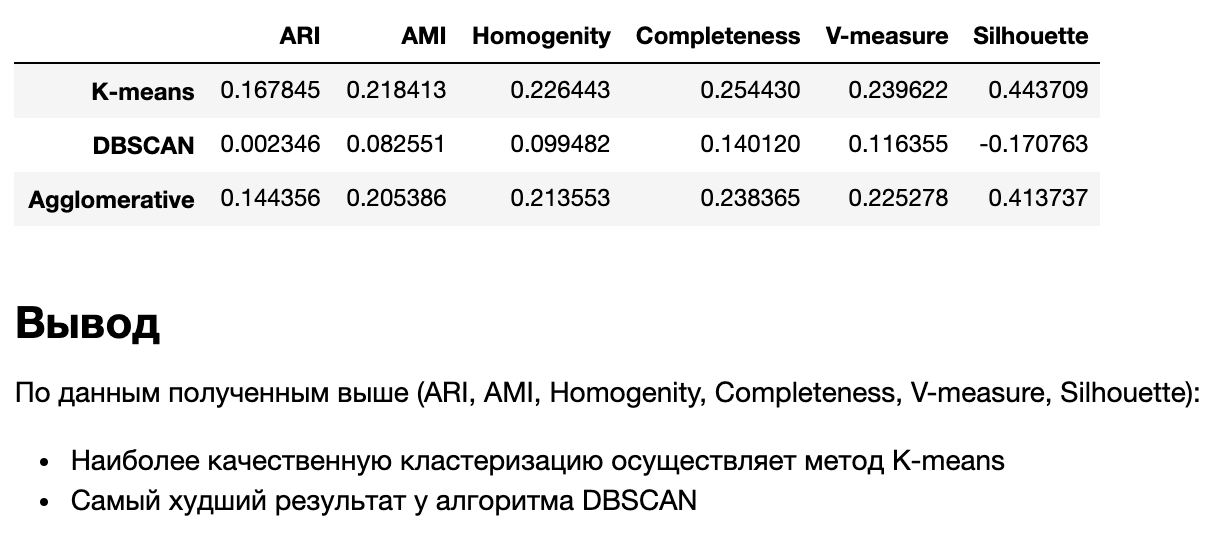 ARI AMI Homogenity Completeness V-measure Silhouette
K-means 0.167845 0.218413 0.226443 0.254430 0.239622 0.443709
DBSCAN 0.002346 0.082551 0.099482 0.140120 0.116355 -0.170763
Agglomerative 0.144356 0.205386 0.213553 0.238365 0.225278 0.413737
Вывод
По данным полученным выше (ARI, AMI, Homogenity, Completeness, V-measure, Silhouette):
• Наиболее качественную кластеризацию осуществляет метод K-means
• Самый худший результат у алгоритма DBSCAN